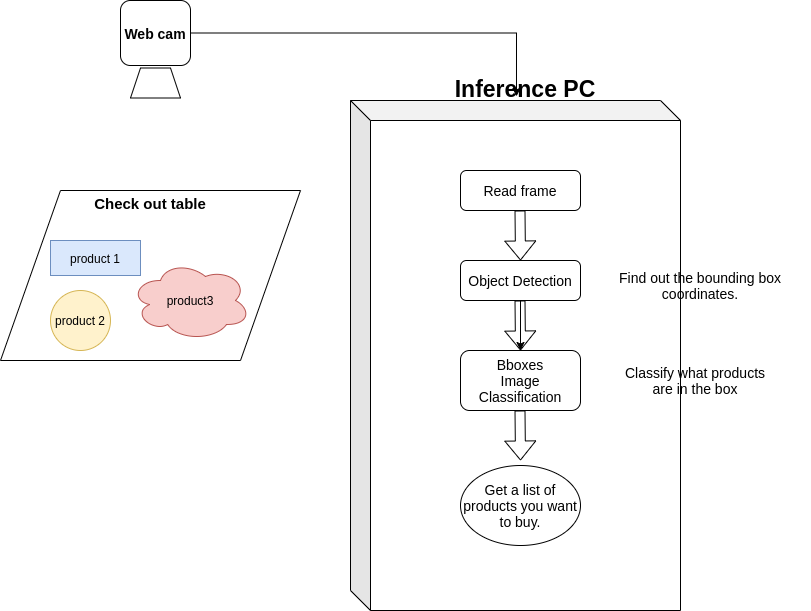 Web cam
Inference PC
Check out table
product 1
product 2
product3
Read frame
Object Detection
Find out the bounding box
coordinates.
Bboxes
Image
Classification
Classify what products
are in the box
Get a list of
products you want
to buy.